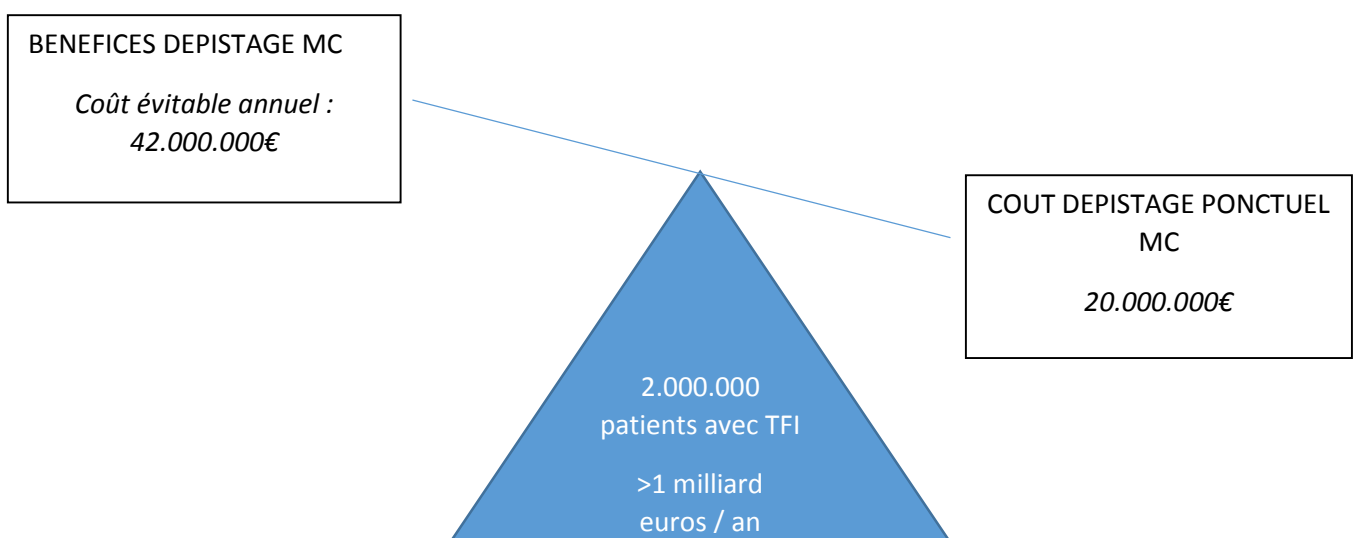 BENEFICES DEPISTAGE MC
Coût évitable annuel :
42.000.000€
COUT DEPISTAGE PONCTUEL
MC
20.000.000€
2.000.000
patients avec TFI
>1 milliard
euros / an